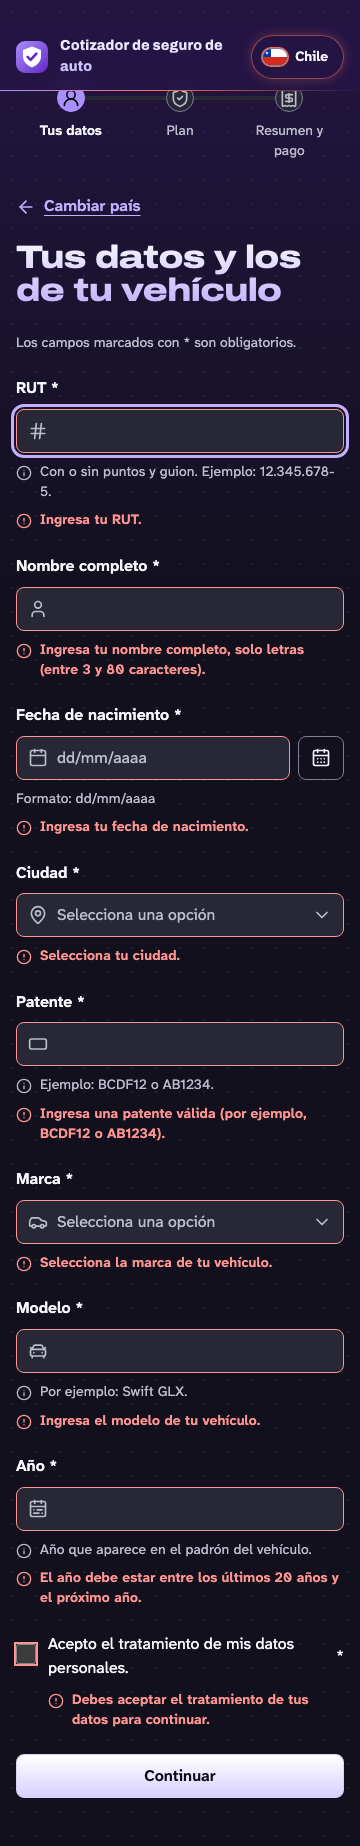 Cotizador de seguro de
auto
Chile
Tus datos
Plan
Resumen y
pago
Cambiar país
Tus datos y los
de tu vehículo
Los campos marcados con * son obligatorios.
RUT *
Con o sin puntos y guion. Ejemplo: 12.345.678-
5.
Ingresa tu RUT.
Nombre completo *
Ingresa tu nombre completo, solo letras
(entre 3 y 80 caracteres).
Fecha de nacimiento *
dd/mm/aaaa
Formato: dd/mm/aaaa
Ingresa tu fecha de nacimiento.
Ciudad *
Selecciona una opción
Selecciona tu ciudad.
Patente *
Ejemplo: BCDF12 o AB1234.
Ingresa una patente válida (por ejemplo,
BCDF12 o AB1234).
Marca *
Selecciona una opción
Selecciona la marca de tu vehículo.
Modelo *
Por ejemplo: Swift GLX.
Ingresa el modelo de tu vehículo.
Año *
Año que aparece en el padrón del vehículo.
El año debe estar entre los últimos 20 años y
el próximo año.
Acepto el tratamiento de mis datos
personales. *
Debes aceptar el tratamiento de tus
datos para continuar.
Continuar